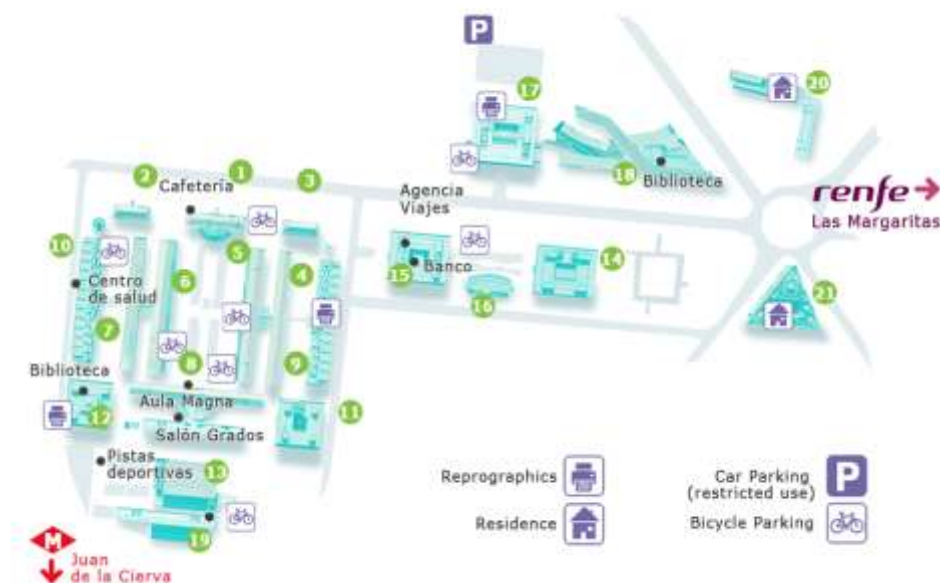 P
17
20
1
2
3
Cafetería
18
Biblioteca
renfe
Las Margaritas
Agencia
Viajes
10
5
4
6
15
Banco
14
16
21
Centro
de salud
7
8
9
Biblioteca
Aula Magna
12
11
Salón Grados
Pistas
deportivas
13
19
Reprographics
Car Parking
(restricted use)
P
Residence
Bicycle Parking
M
Juan
de la Cierva